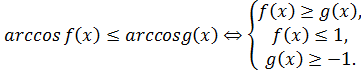 arccos f(x) ≤ arccosg(x) ⇔ { f(x) ≥ g(x),
f(x) ≤ 1,
g(x) ≥ −1.